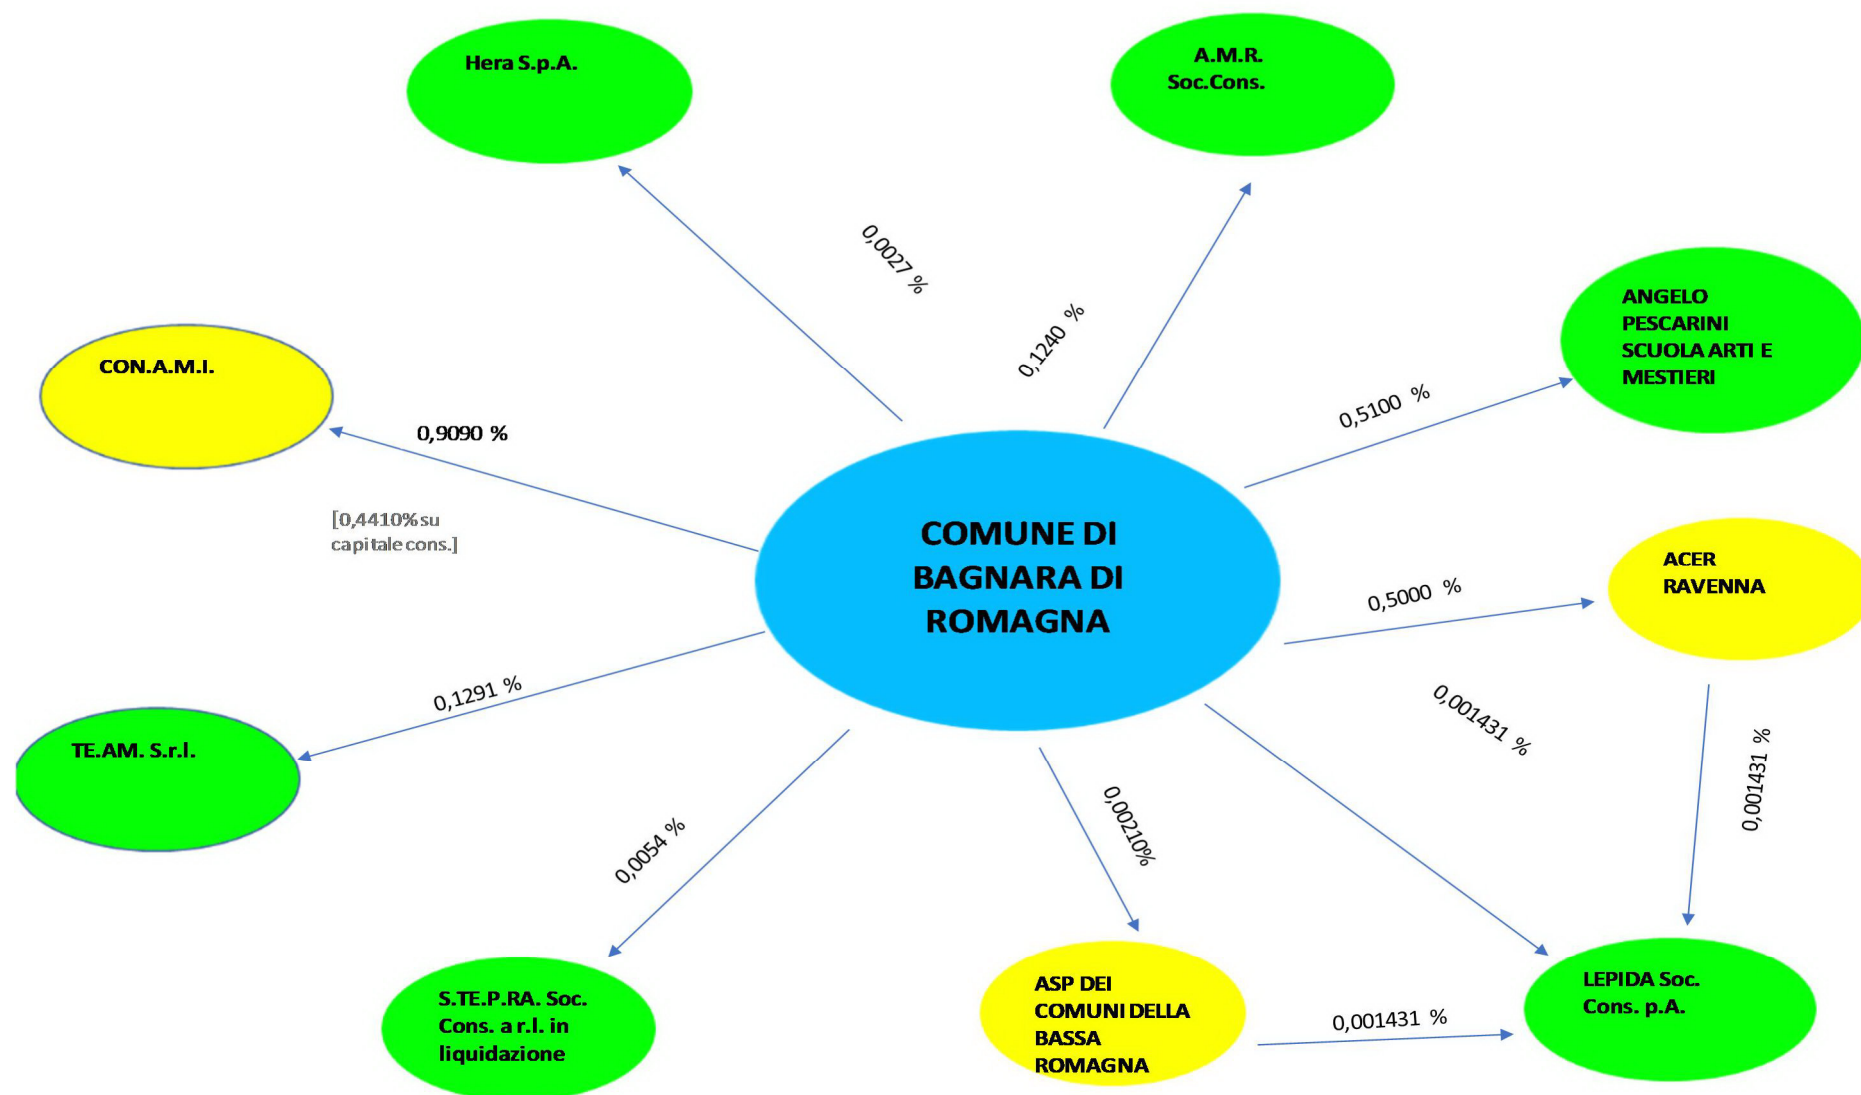 Hera S.p.A.
A.M.R.
Soc.Cons.
0,0027 %
0,1240 %
ANGELO
PESCARINI
SCUOLA ARTI E
MESTIERI
CON.A.M.I.
0,9090 %
0,5100 %
[0,4410% su
capitale cons.]
COMUNE DI
BAGNARA DI
ROMAGNA
ACER
RAVENNA
0,5000 %
0,1291 %
TE.AM. S.r.l.
0,001431 %
0,001431 %
0,0054 %
0,00210%
S.TE.P.RA. Soc.
Cons. a r.l. in
liquidazione
ASP DEI
COMUNI DELLA
BASSA
ROMAGNA
0,001431 %
LEPIDA Soc.
Cons. p.A.